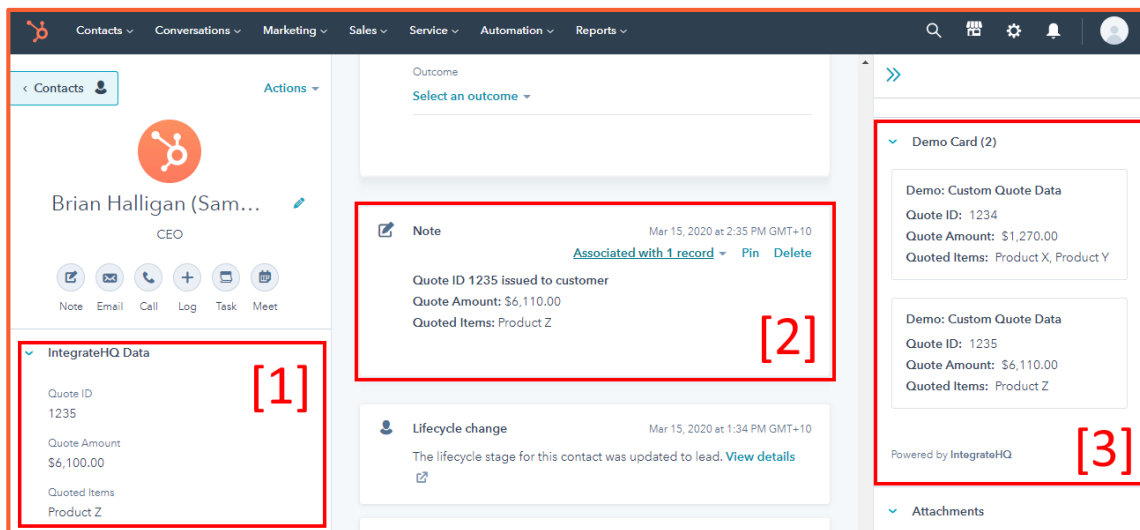 Contacts
Conversations
Marketing
Sales
Service
Automation
Reports
Contacts
Actions
Brian Halligan (Sam...
CEO
Note
Email
Call
Log
Task
Meet
IntegrateHQ Data
[1]
Quote ID
1235
Quote Amount
$6,100.00
Quoted Items
Product Z
Outcome
Select an outcome
Note
Mar 15, 2020 at 2:35 PM GMT+10
Associated with 1 record
Pin
Delete
Quote ID 1235 issued to customer
Quote Amount: $6,110.00
Quoted Items: Product Z
[2]
Lifecycle change
Mar 15, 2020 at 1:34 PM GMT+10
The lifecycle stage for this contact was updated to lead. View details
Demo Card (2)
Demo: Custom Quote Data
Quote ID: 1234
Quote Amount: $1,270.00
Quoted Items: Product X, Product Y
Demo: Custom Quote Data
Quote ID: 1235
Quote Amount: $6,110.00
Quoted Items: Product Z
[3]
Powered by IntegrateHQ
Attachments